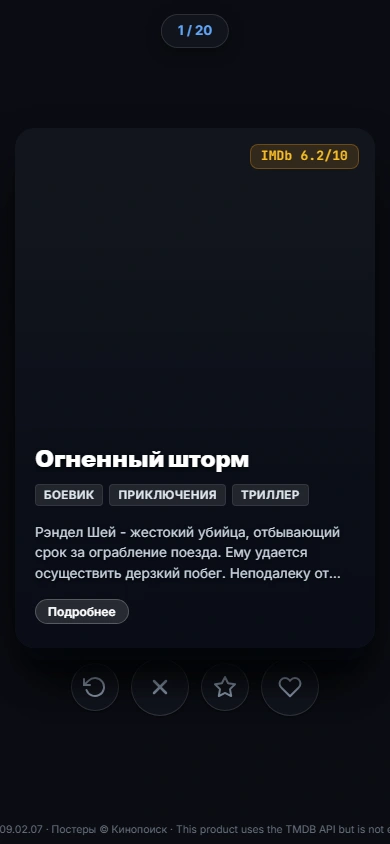 1 / 20
IMDb 6.2/10
Огненный шторм
БОЕВИК ПРИКЛЮЧЕНИЯ ТРИЛЛЕР
Рэндел Шей - жестокий убийца, отбывающий
срок за ограбление поезда. Ему удается
осуществить дерзкий побег. Неподалеку от...
Подробнее
09.02.07 · Постеры © Кинопоиск · This product uses the TMDB API but is not